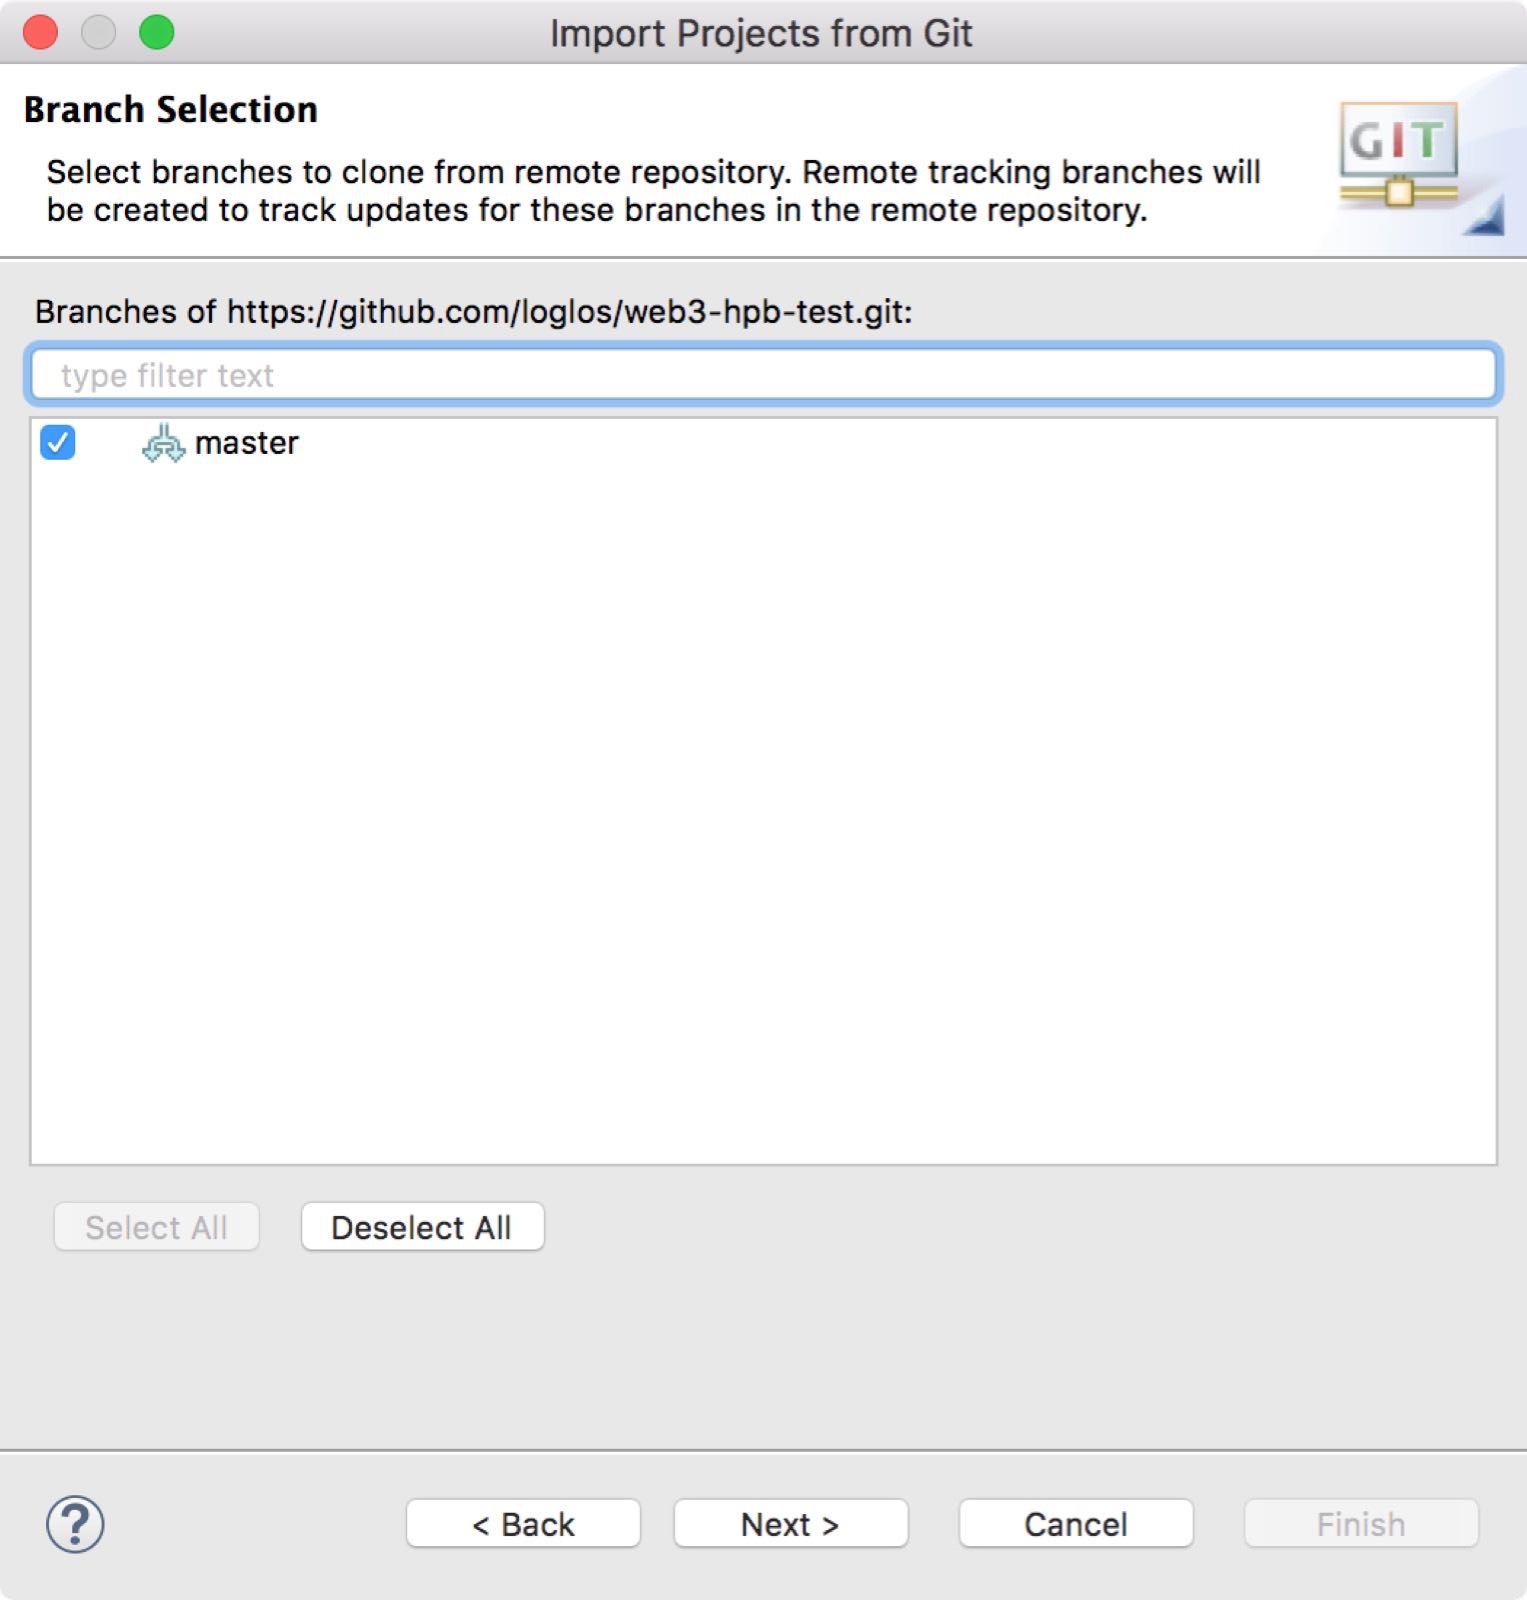 Import Projects from Git
Branch Selection
Select branches to clone from remote repository. Remote tracking branches will
be created to track updates for these branches in the remote repository.
GIT
Branches of https://github.com/loglos/web3-hpb-test.git:
type filter text
master
Select All
Deselect All
?
< Back
Next >
Cancel
Finish